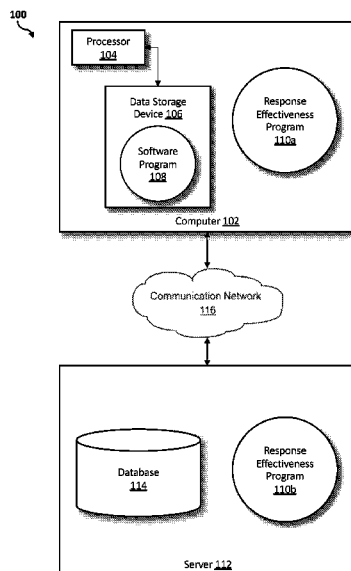 100
Processor
104
Data Storage
Device 106
Software
Program
108
Response
Effectiveness
Program
110a
Computer 102
Communication Network
116
Database
114
Response
Effectiveness
Program
110b
Server 112